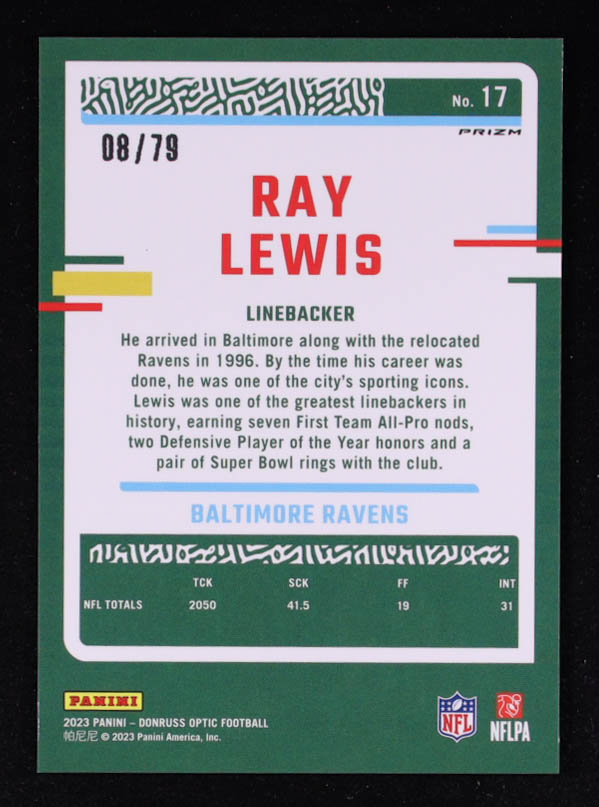 No. 17
PRIZM
08/79
RAY
LEWIS
LINEBACKER
He arrived in Baltimore along with the relocated
Ravens in 1996. By the time his career was
done, he was one of the city's sporting icons.
Lewis was one of the greatest linebackers in
history, earning seven First Team All-Pro nods,
two Defensive Player of the Year honors and a
pair of Super Bowl rings with the club.
BALTIMORE RAVENS
TCK SCK FF INT
NFL TOTALS 2050 41.5 19 31
PANINI
2023 PANINI – DONRUSS OPTIC FOOTBALL
帕尼尼 © 2023 Panini America, Inc.
NFL
NFLPA